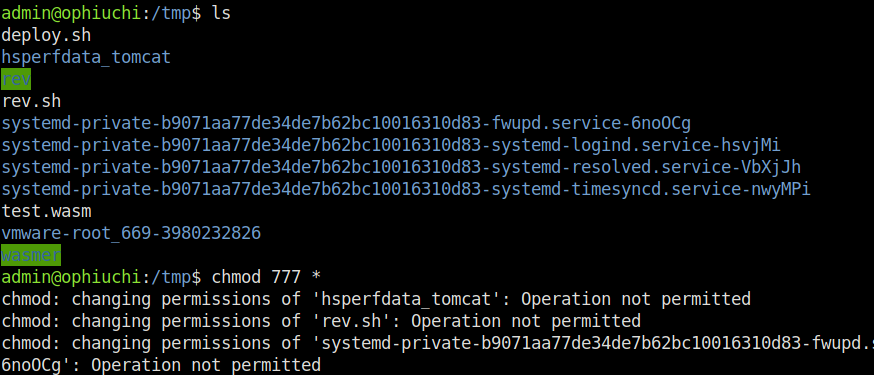 admin@ophiuchi:/tmp$ ls
deploy.sh
hsperfdata_tomcat
rev
rev.sh
systemd-private-b9071aa77de34de7b62bc10016310d83-fwupd.service-6noOCg
systemd-private-b9071aa77de34de7b62bc10016310d83-systemd-logind.service-hsvjMi
systemd-private-b9071aa77de34de7b62bc10016310d83-systemd-resolved.service-VbXjJh
systemd-private-b9071aa77de34de7b62bc10016310d83-systemd-timesyncd.service-nwyMPi
test.wasm
vmware-root_669-3980232826
wasmer
admin@ophiuchi:/tmp$ chmod 777 *
chmod: changing permissions of 'hsperfdata_tomcat': Operation not permitted
chmod: changing permissions of 'rev.sh': Operation not permitted
chmod: changing permissions of 'systemd-private-b9071aa77de34de7b62bc10016310d83-fwupd.s
6noOCg': Operation not permitted